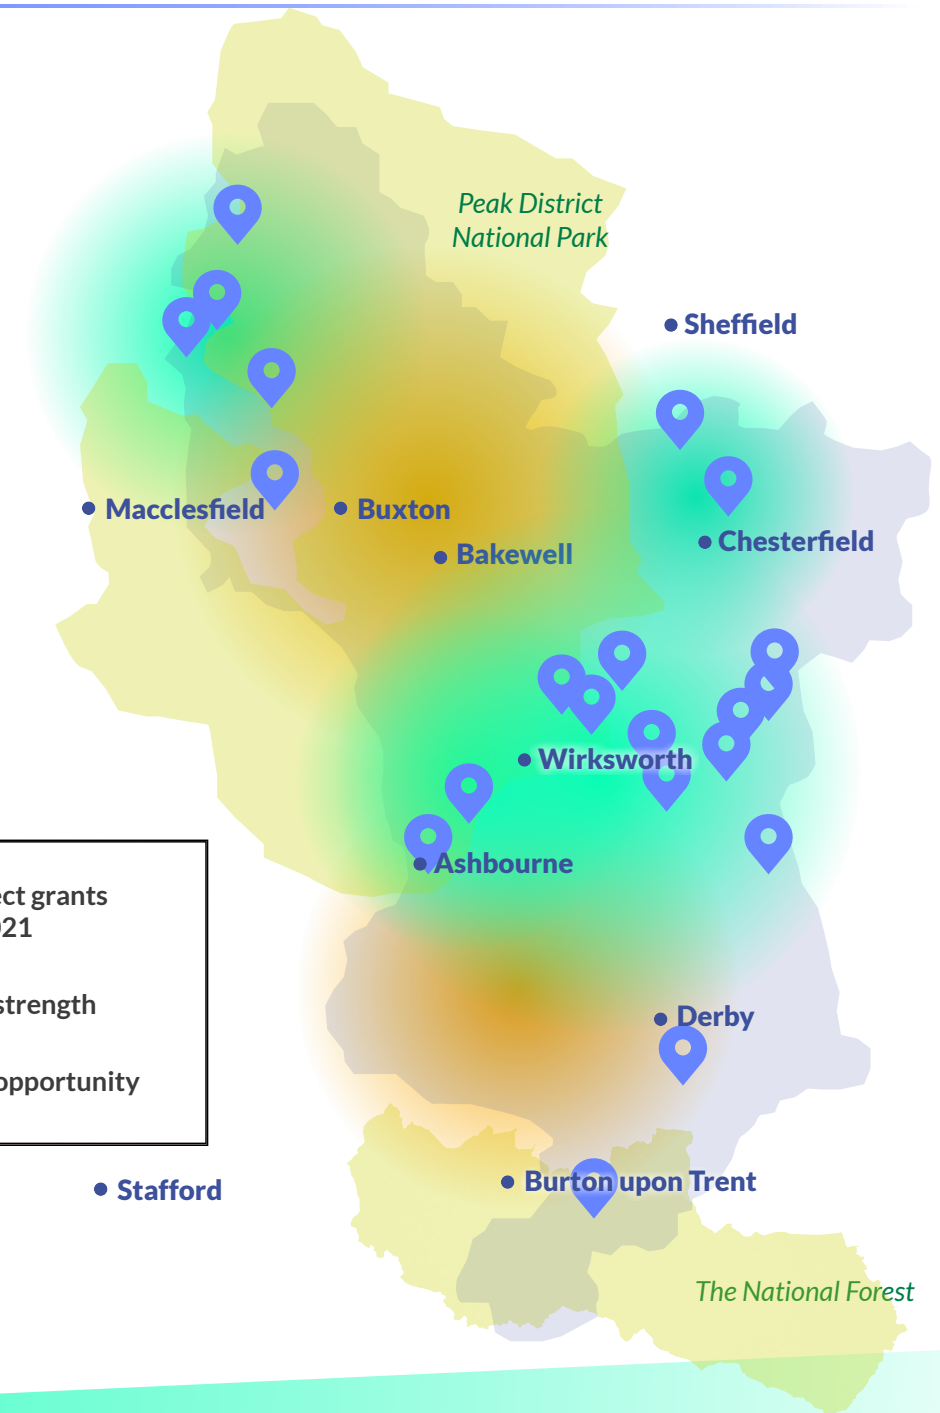 Peak District
National Park
Sheffield
Macclesfield
Buxton
Chesterfield
Bakewell
Wirksworth
Ashbourne
ct grants
21
strength
opportunity
Derby
Stafford
Burton upon Trent
The National Forest